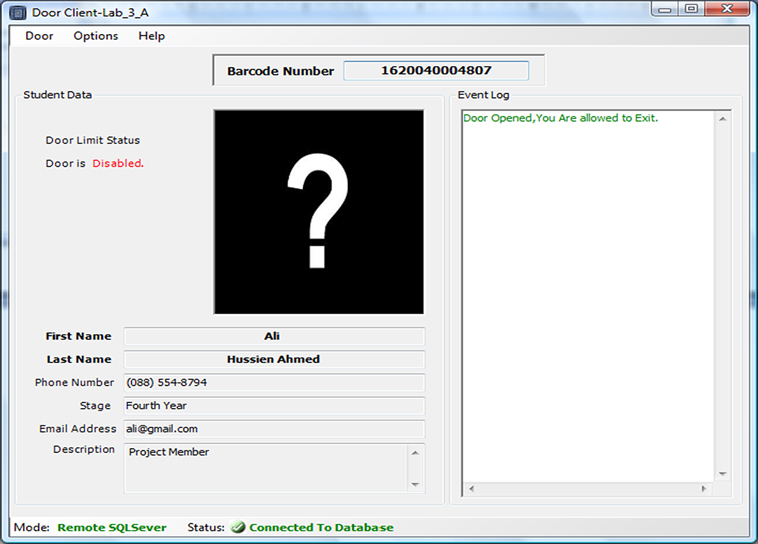 Door Client-Lab_3_A
Door Options Help
Barcode Number 1620040004807
Student Data
Door Limit Status
Door is Disabled.
?
First Name Ali
Last Name Hussien Ahmed
Phone Number (088) 554-8794
Stage Fourth Year
Email Address ali@gmail.com
Description Project Member
Event Log
Door Opened,You Are allowed to Exit.
Mode: Remote SQLSever Status: Connected To Database